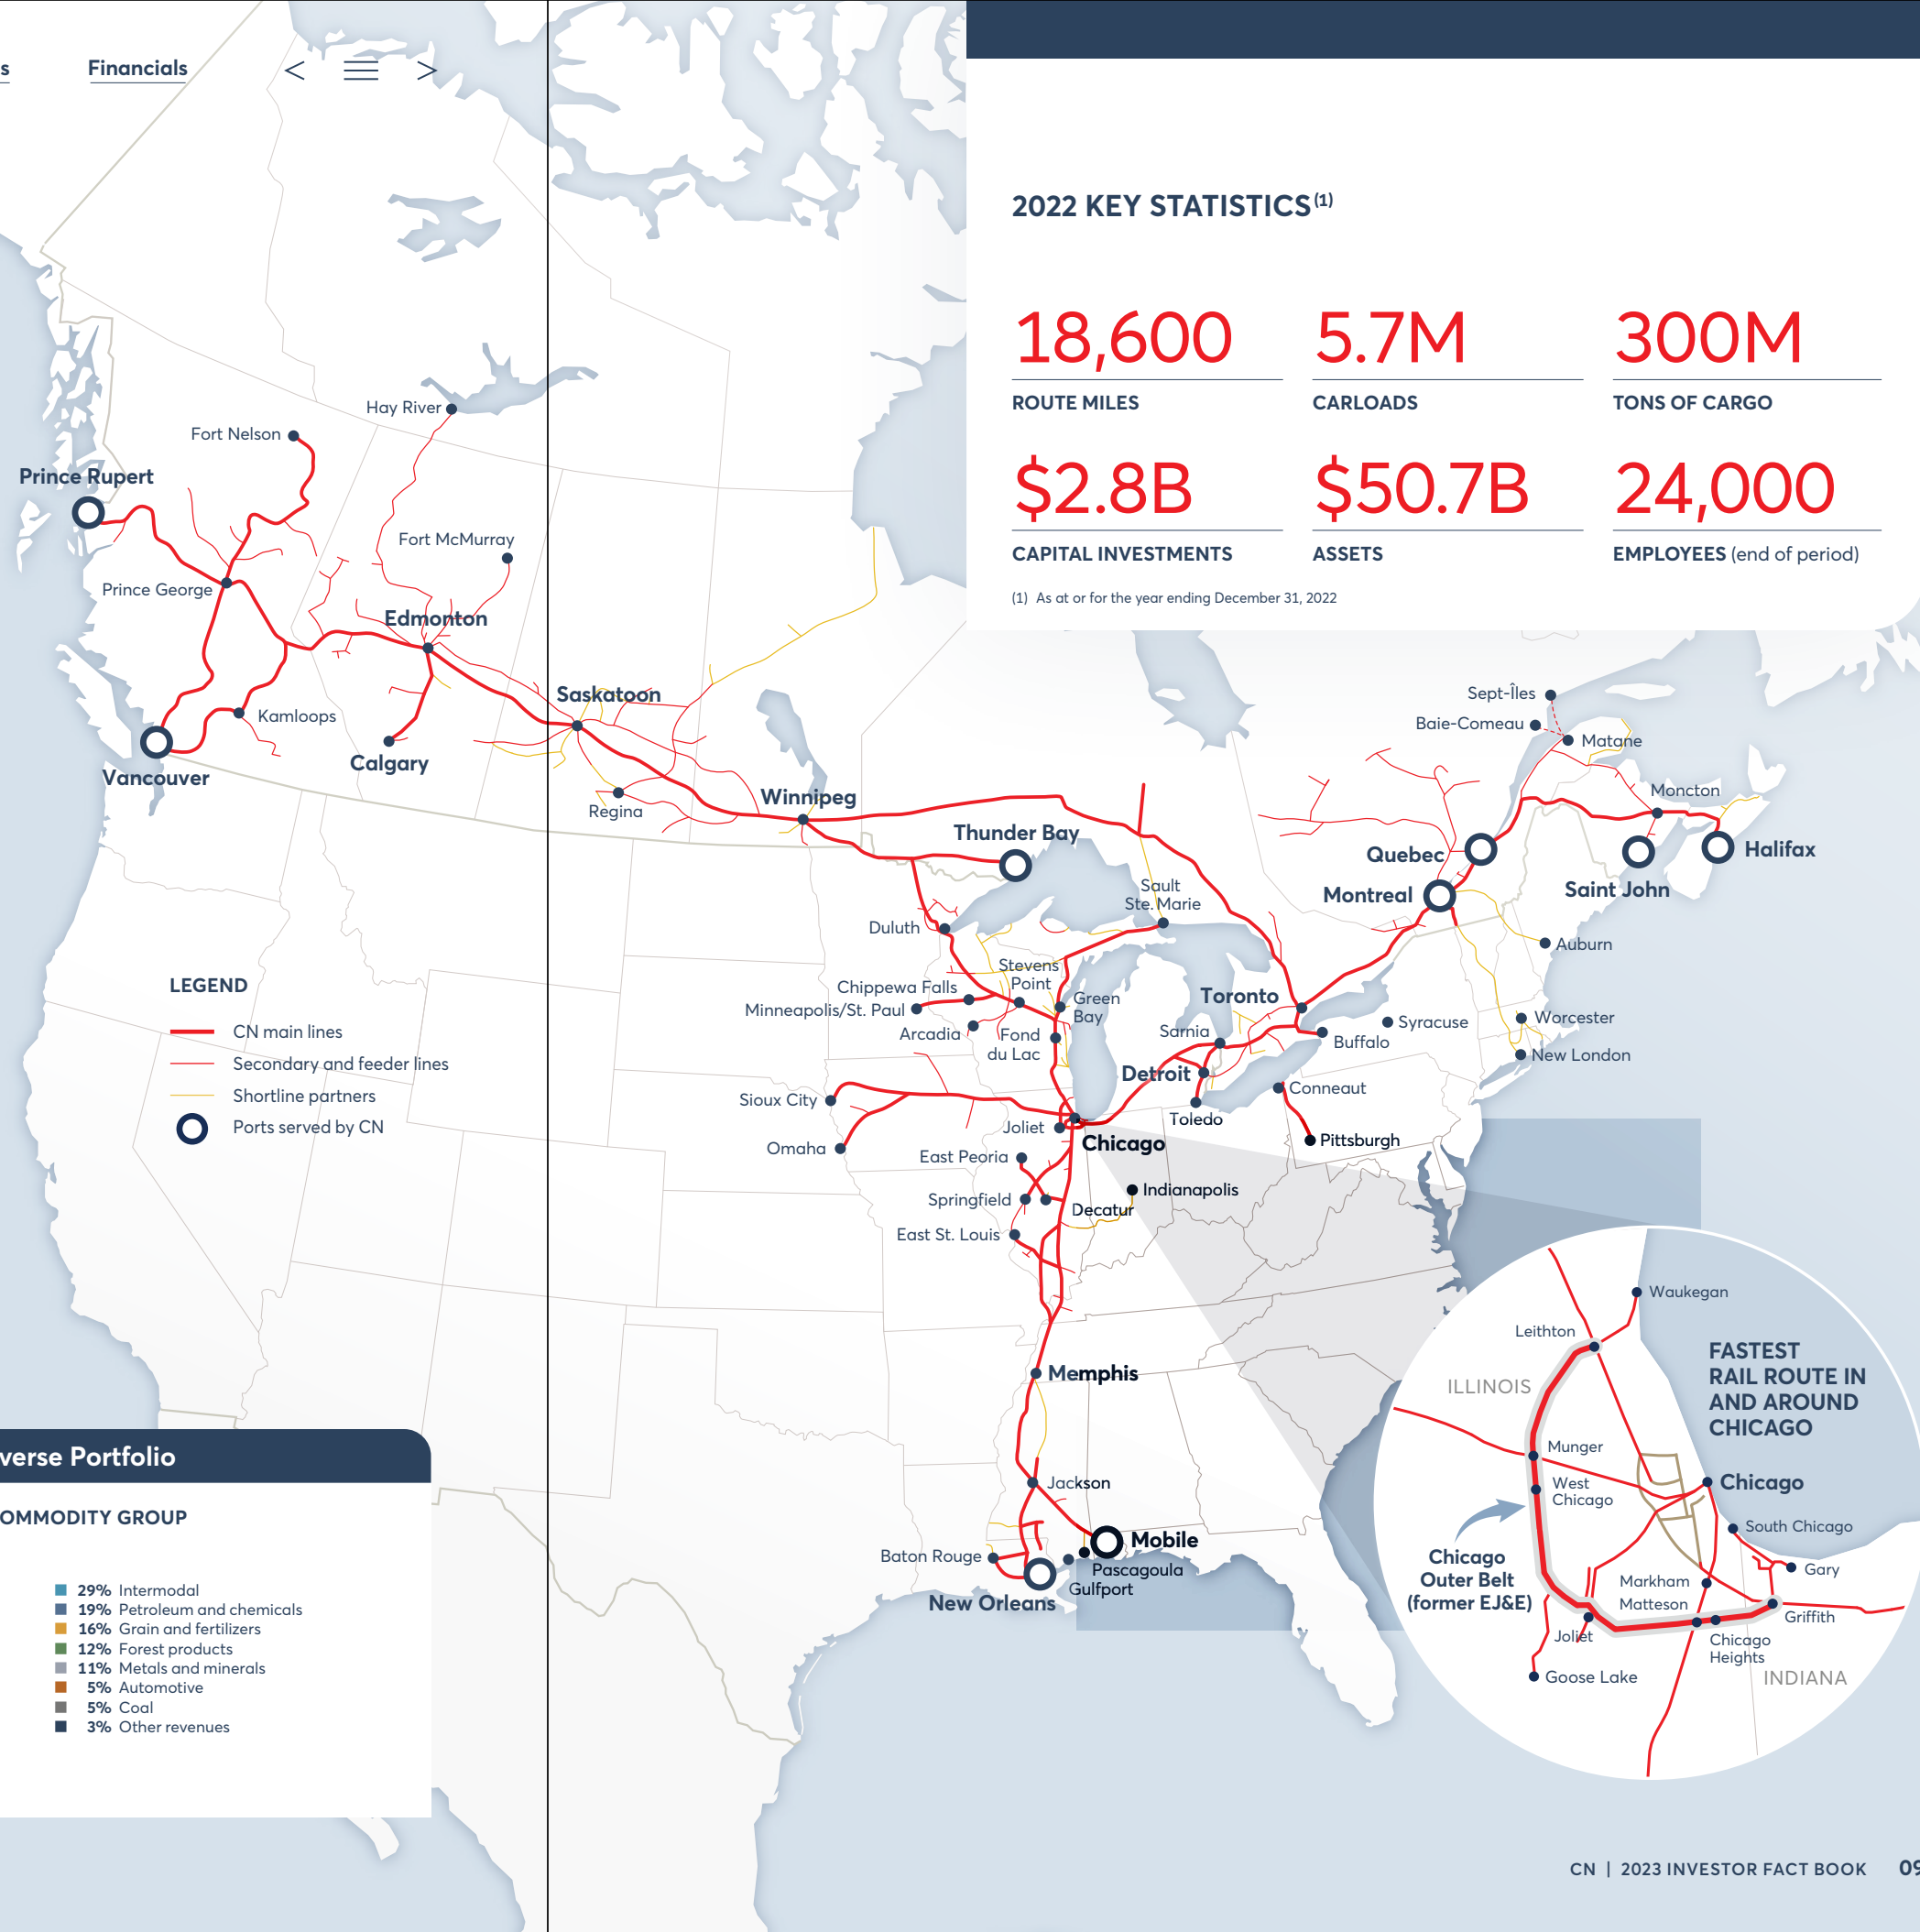 s
Financials
<
>
2022 KEY STATISTICS(1)
18,600
ROUTE MILES
5.7M
CARLOADS
300M
TONS OF CARGO
$2.8B
CAPITAL INVESTMENTS
$50.7B
ASSETS
24,000
EMPLOYEES (end of period)
(1) As at or for the year ending December 31, 2022
Hay River
Fort Nelson
Prince Rupert
Fort McMurray
Prince George
Edmonton
Saskatoon
Kamloops
Vancouver
Calgary
Regina
Winnipeg
Thunder Bay
Sept-Îles
Baie-Comeau
Matane
Moncton
Quebec
Halifax
Montreal
Saint John
Sault
Ste. Marie
Duluth
Auburn
Stevens
Point
Chippewa Falls
Minneapolis/St. Paul
Green
Bay
Toronto
Arcadia
Fond
du Lac
Sarnia
Buffalo
Syracuse
Worcester
New London
Detroit
Conneaut
Sioux City
Toledo
Joliet
Chicago
Pittsburgh
Omaha
East Peoria
Springfield
Indianapolis
Decatur
East St. Louis
Memphis
Jackson
Mobile
Baton Rouge
Pascagoula
Gulfport
New Orleans
LEGEND
CN main lines
Secondary and feeder lines
Shortline partners
Ports served by CN
verse Portfolio
OMMODITY GROUP
29% Intermodal
19% Petroleum and chemicals
16% Grain and fertilizers
12% Forest products
11% Metals and minerals
5% Automotive
5% Coal
3% Other revenues
Waukegan
Leithton
FASTEST
RAIL ROUTE IN
AND AROUND
CHICAGO
ILLINOIS
Munger
West
Chicago
Chicago
South Chicago
Chicago
Outer Belt
(former EJ&E)
Gary
Markham
Matteson
Griffith
Joliet
Chicago
Heights
Goose Lake
INDIANA
CN | 2023 INVESTOR FACT BOOK 09